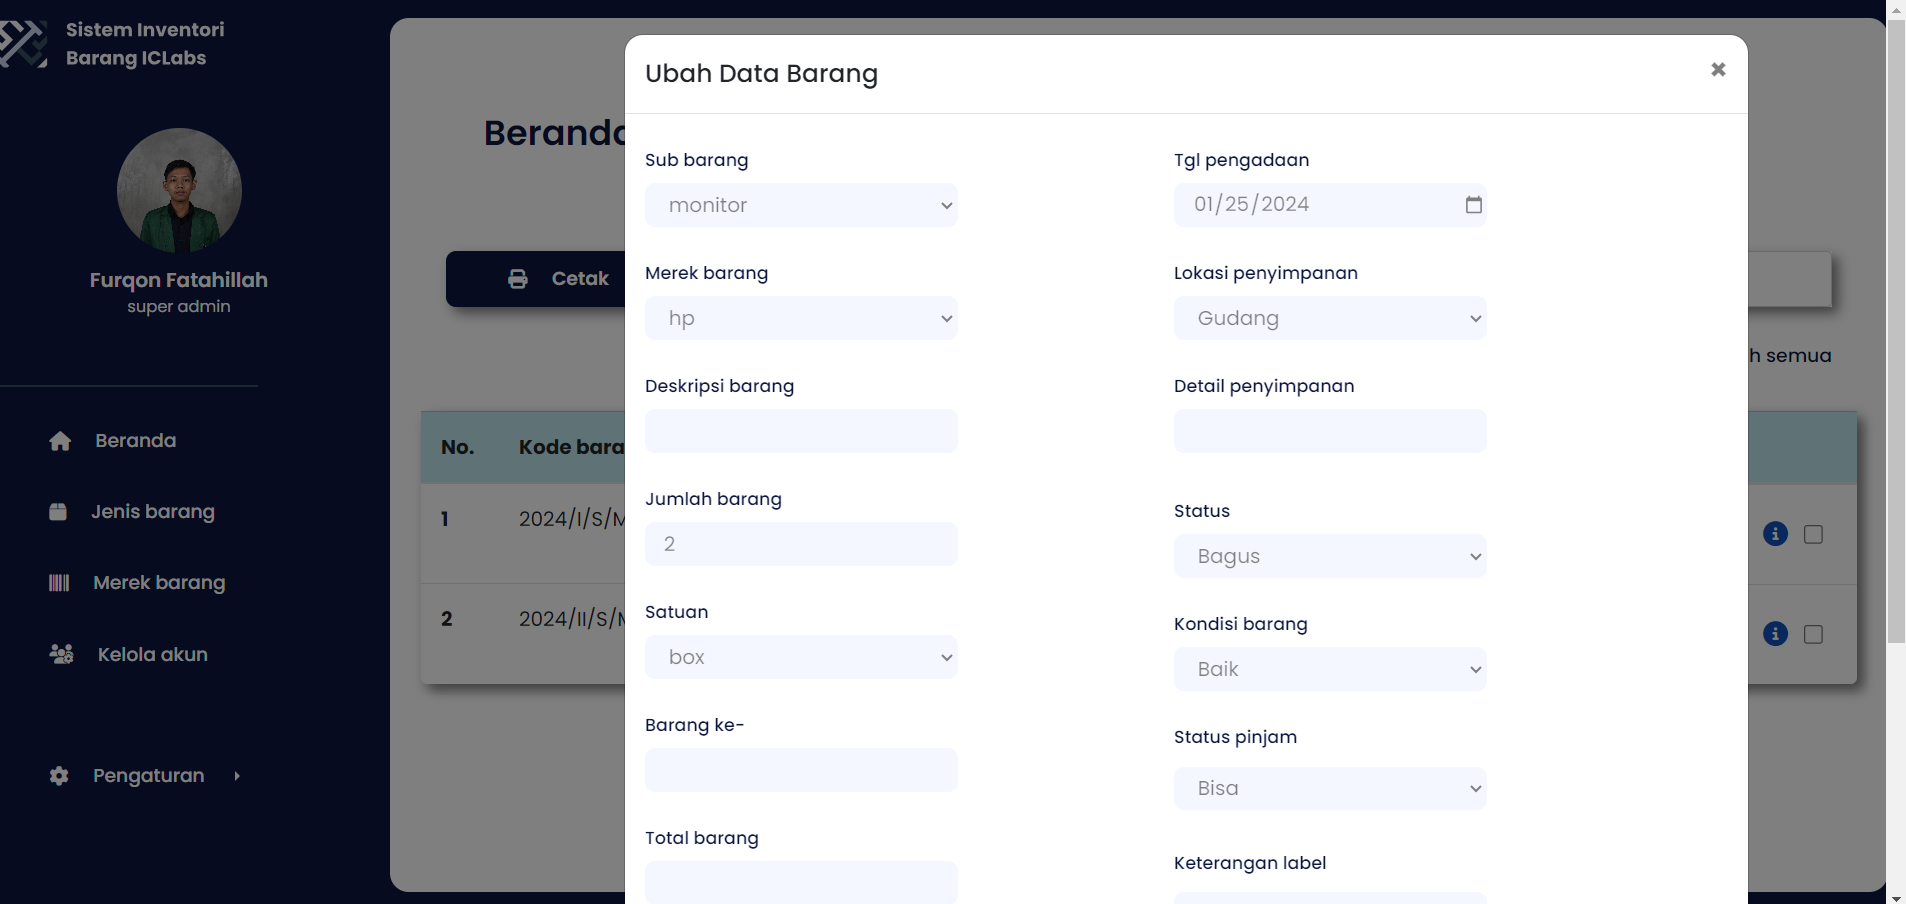 Sistem Inventori
Barang ICLabs
Furqon Fatahillah
super admin
Beranda
Jenis barang
Merek barang
Kelola akun
Pengaturan
Beranda
Cetak
h semua
No.
Kode bara
1
2024/I/S/M
2
2024/II/S/M
Ubah Data Barang
Sub barang
monitor
Merek barang
hp
Deskripsi barang
Jumlah barang
2
Satuan
box
Barang ke-
Total barang
Tgl pengadaan
01/25/2024
Lokasi penyimpanan
Gudang
Detail penyimpanan
Status
Bagus
Kondisi barang
Baik
Status pinjam
Bisa
Keterangan label